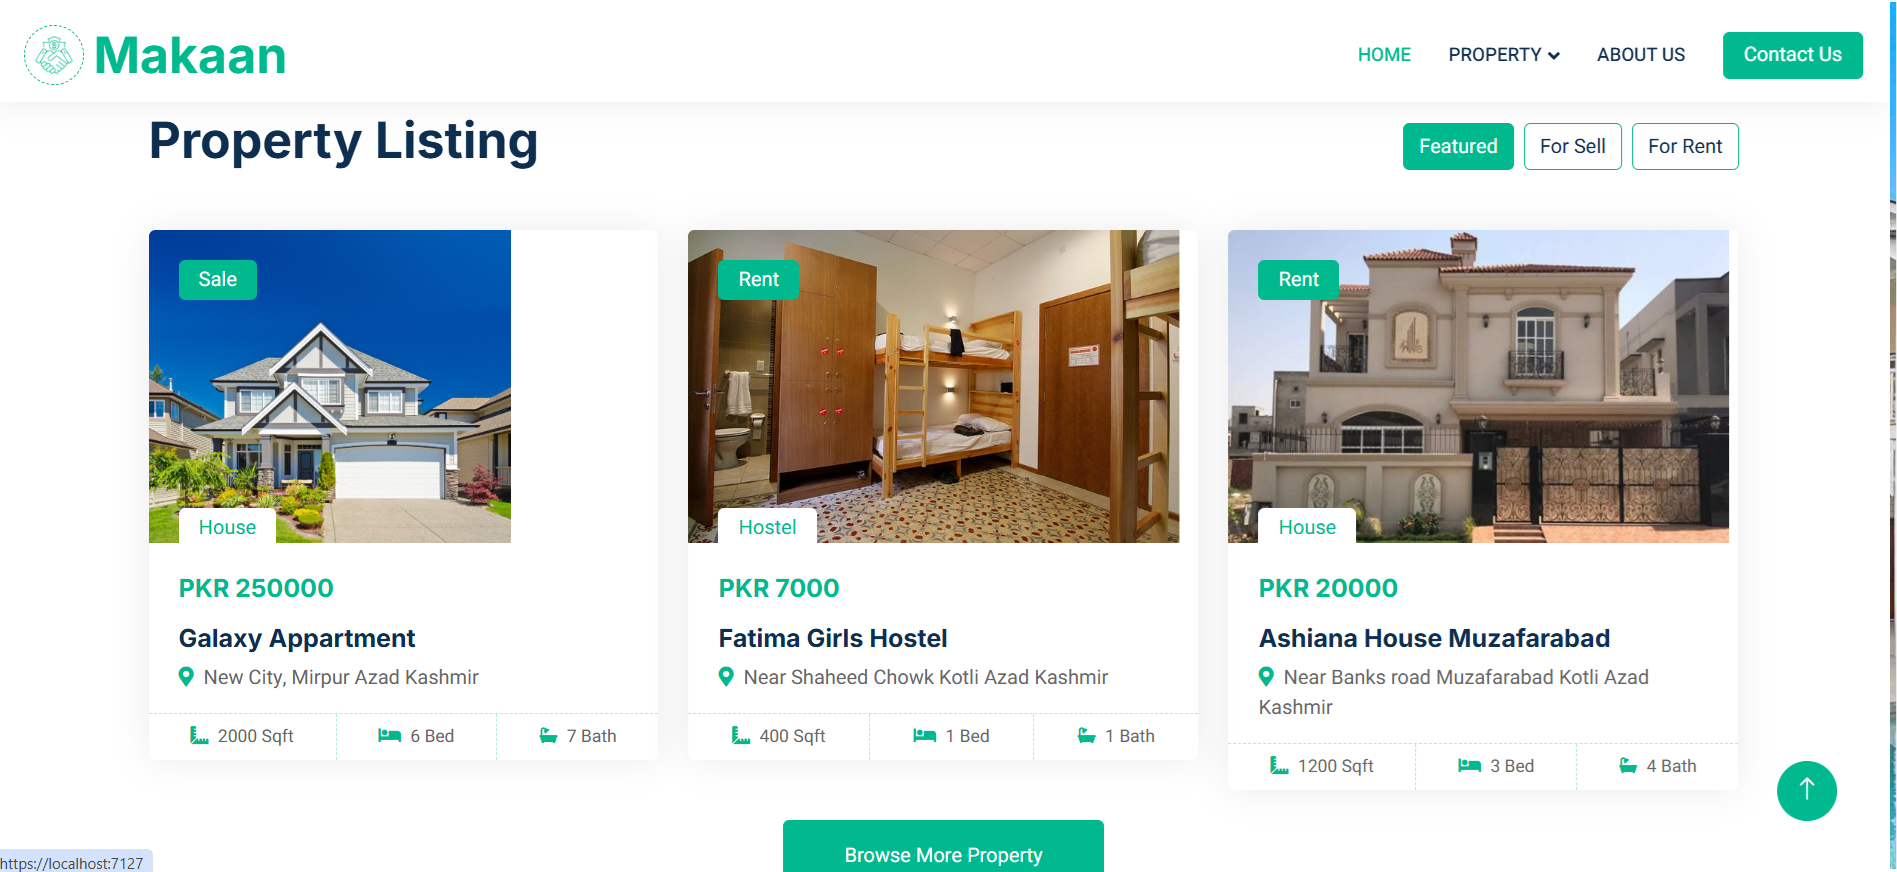 Makaan
HOME PROPERTY ABOUT US Contact Us
Property Listing
Featured For Sell For Rent
Sale
House
PKR 250000
Galaxy Appartment
New City, Mirpur Azad Kashmir
2000 Sqft 6 Bed 7 Bath
Rent
Hostel
PKR 7000
Fatima Girls Hostel
Near Shaheed Chowk Kotli Azad Kashmir
400 Sqft 1 Bed 1 Bath
Rent
House
PKR 20000
Ashiana House Muzafarabad
Near Banks road Muzafarabad Kotli Azad
Kashmir
1200 Sqft 3 Bed 4 Bath
Browse More Property
https://localhost:7127